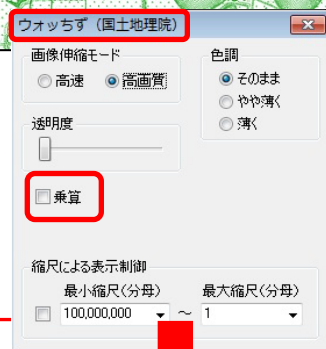 ウォッちず（国土地理院）
画像伸縮モード
高速 高画質
色調
そのまま
やや薄く
薄く
透明度
乗算
縮尺による表示制御
最小縮尺(分母) 最大縮尺(分母)
100,000,000 ～ 1